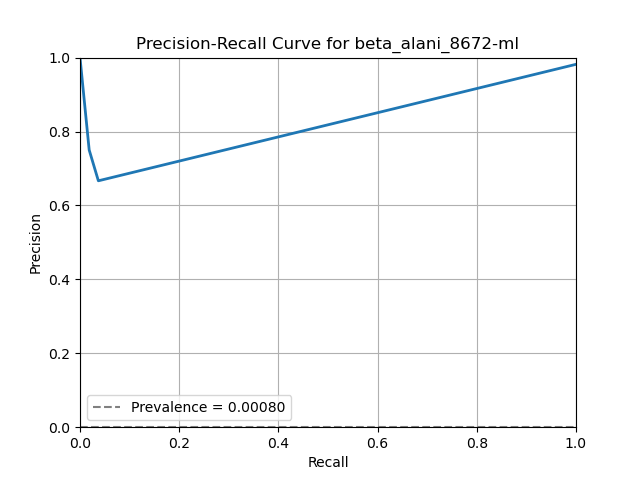 Precision-Recall Curve for beta_alani_8672-ml
1.0
0.8
0.6
0.4
0.2
0.0
Precision
Prevalence = 0.00080
0.0 0.2 0.4 0.6 0.8 1.0
Recall